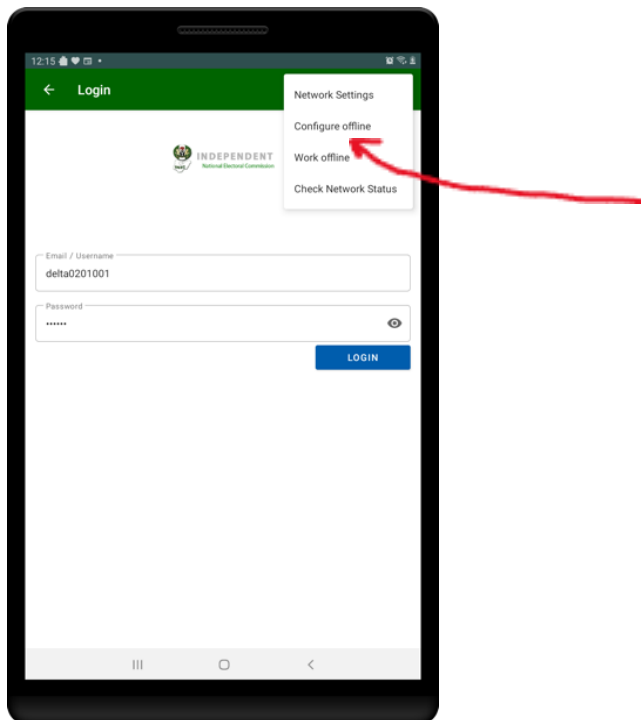 12:15
Login
Network Settings
Configure offline
Work offline
Check Network Status
INDEPENDENT
National Electoral Commission
Email / Username
delta0201001
Password
••••••
LOGIN